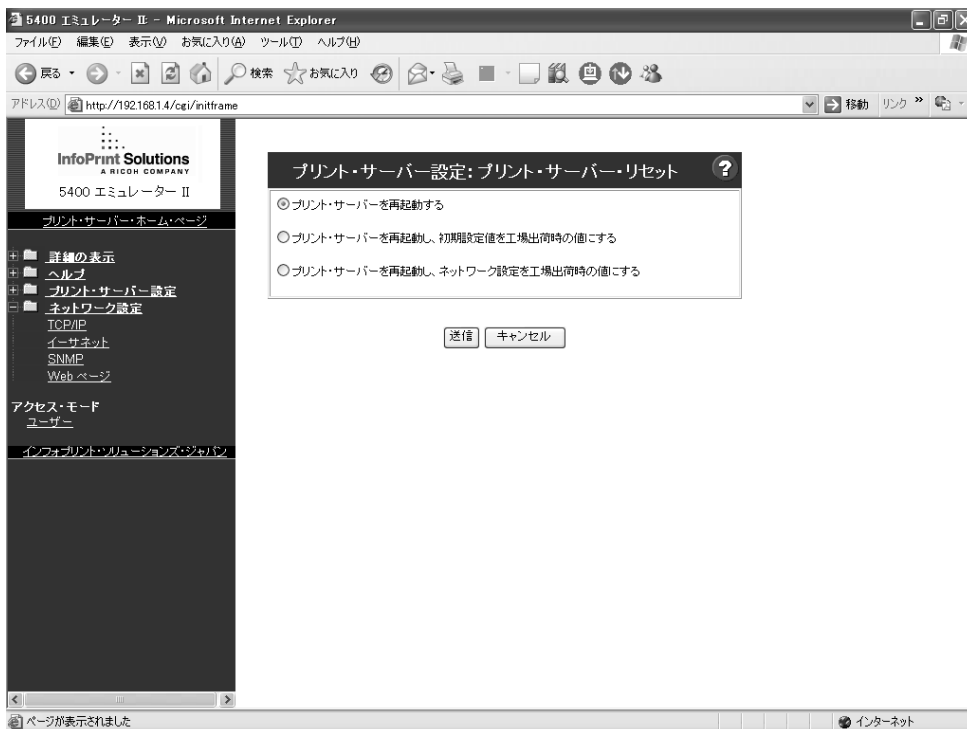 5400 エミュレーター II - Microsoft Internet Explorer
ファイル(F) 編集(E) 表示(V) お気に入り(A) ツール(T) ヘルプ(H)
戻る 検索 お気に入り
アドレス(D) http://192.168.1.4/cgi/initframe 移動 リンク »
InfoPrint Solutions
A RICOH COMPANY
5400 エミュレーター II
プリント・サーバー・ホーム・ページ
詳細の表示
ヘルプ
プリント・サーバー設定
ネットワーク設定
TCP/IP
イーサネット
SNMP
Web ページ
アクセス・モード
ユーザー
インフォプリント・ソリューションズ・ジャパン
プリント・サーバー設定: プリント・サーバー・リセット ?
プリント・サーバーを再起動する
プリント・サーバーを再起動し、初期設定値を工場出荷時の値にする
プリント・サーバーを再起動し、ネットワーク設定を工場出荷時の値にする
送信 キャンセル
ページが表示されました インターネット